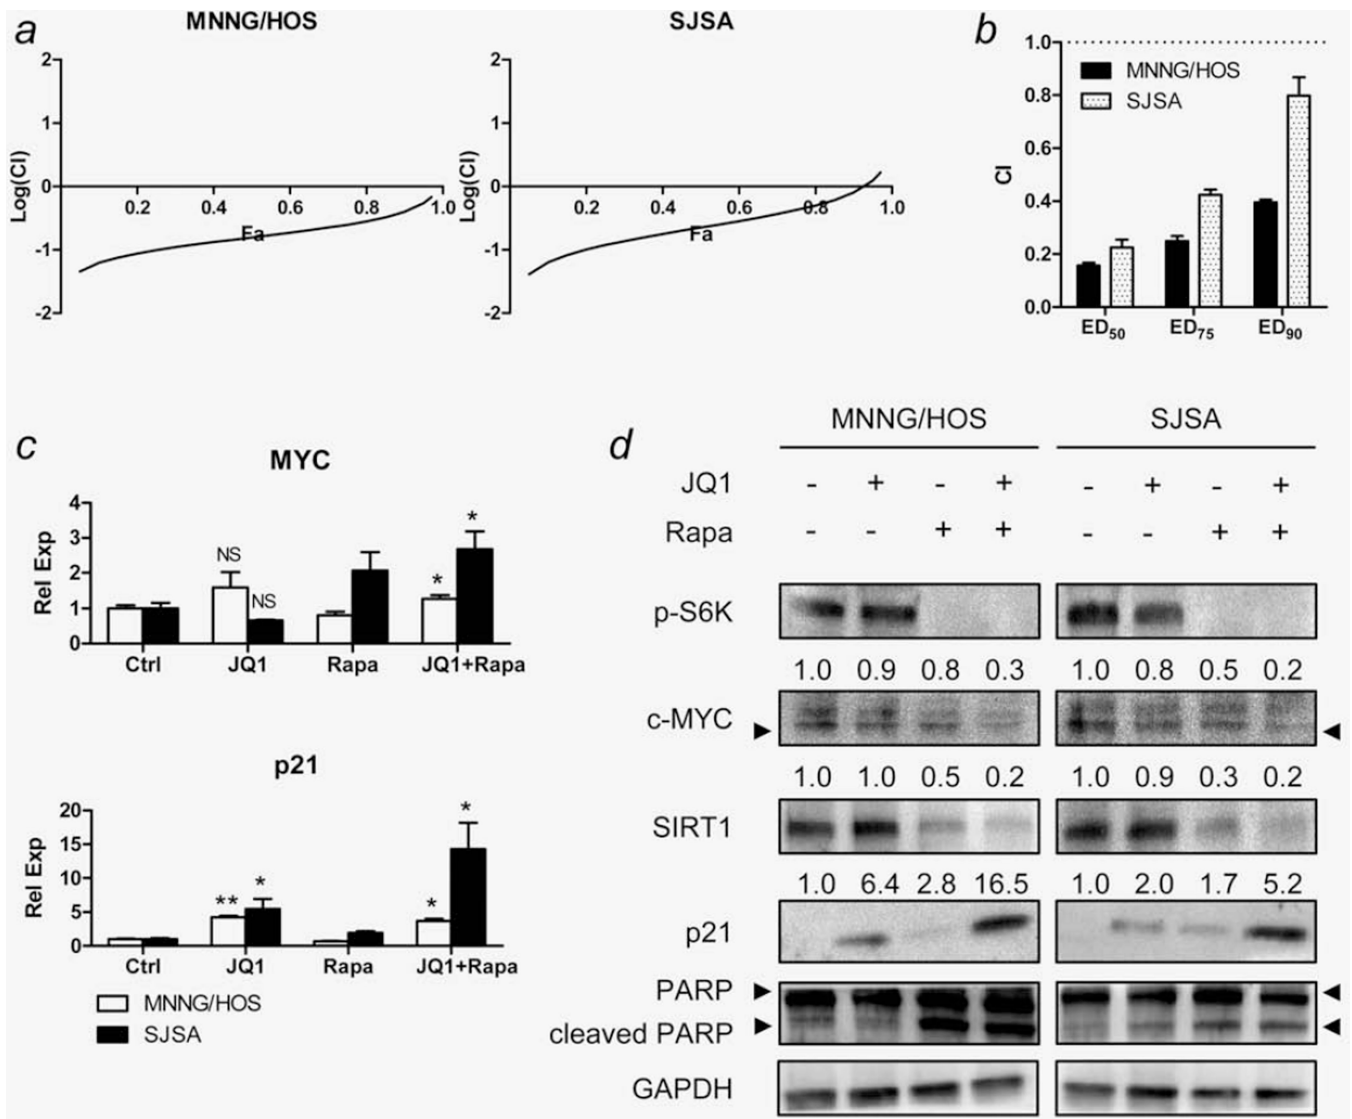 a
MNNG/HOS
SJSA
b
2
1
0
-1
-2
Log(CI)
0.2 0.4 0.6 0.8 1.0
Fa
2
1
0
-1
-2
Log(CI)
0.2 0.4 0.6 0.8 1.0
Fa
1.0
0.8
0.6
0.4
0.2
0.0
CI
MNNG/HOS
SJSA
ED50 ED75 ED90
c
MYC
4
3
2
1
0
Rel Exp
NS
NS
*
*
Ctrl JQ1 Rapa JQ1+Rapa
p21
20
15
10
5
0
Rel Exp
**
*
*
*
Ctrl JQ1 Rapa JQ1+Rapa
MNNG/HOS
SJSA
d
MNNG/HOS SJSA
JQ1 - + - + - + - +
Rapa - - + + - - + +
p-S6K
1.0 0.9 0.8 0.3 1.0 0.8 0.5 0.2
c-MYC
1.0 1.0 0.5 0.2 1.0 0.9 0.3 0.2
SIRT1
1.0 6.4 2.8 16.5 1.0 2.0 1.7 5.2
p21
PARP
cleaved PARP
GAPDH